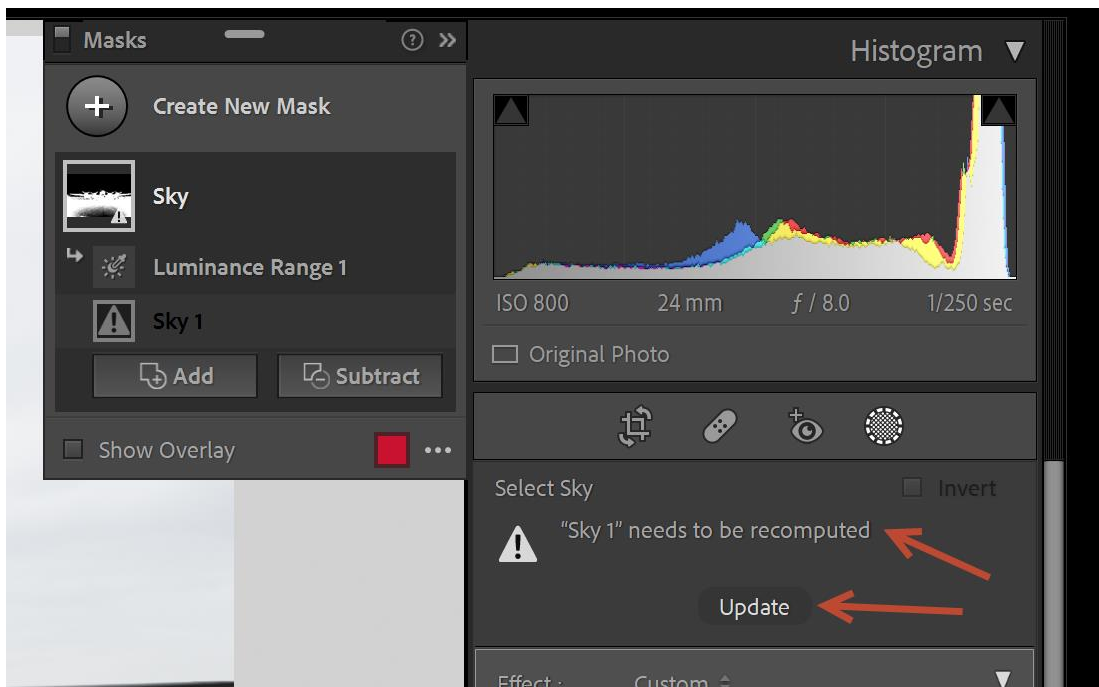 Masks
Create New Mask
Sky
Luminance Range 1
Sky 1
Add Subtract
Show Overlay
Histogram
ISO 800 24 mm ƒ / 8.0 1/250 sec
Original Photo
Select Sky Invert
“Sky 1” needs to be recomputed
Update
Effect : Custom